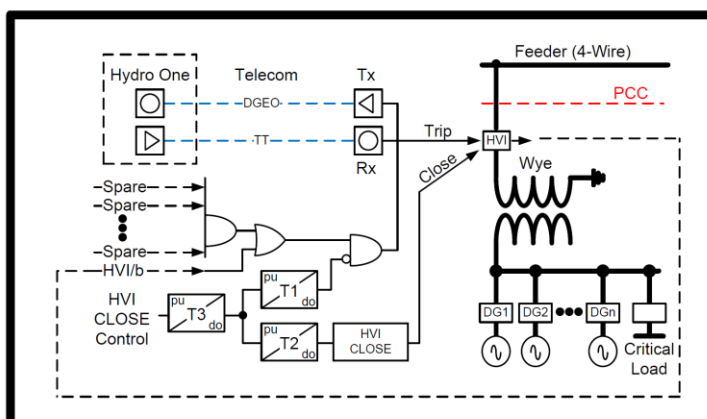 Feeder (4-Wire)
Hydro One
Telecom
Tx
DGEO
PCC
TT
Trip
HVI
Rx
Close
Wye
Spare
Spare
Spare
HVI/b
HVI
CLOSE
Control
pu
T3
do
pu
T1
do
pu
T2
do
HVI
CLOSE
DG1
DG2
DGn
Critical
Load